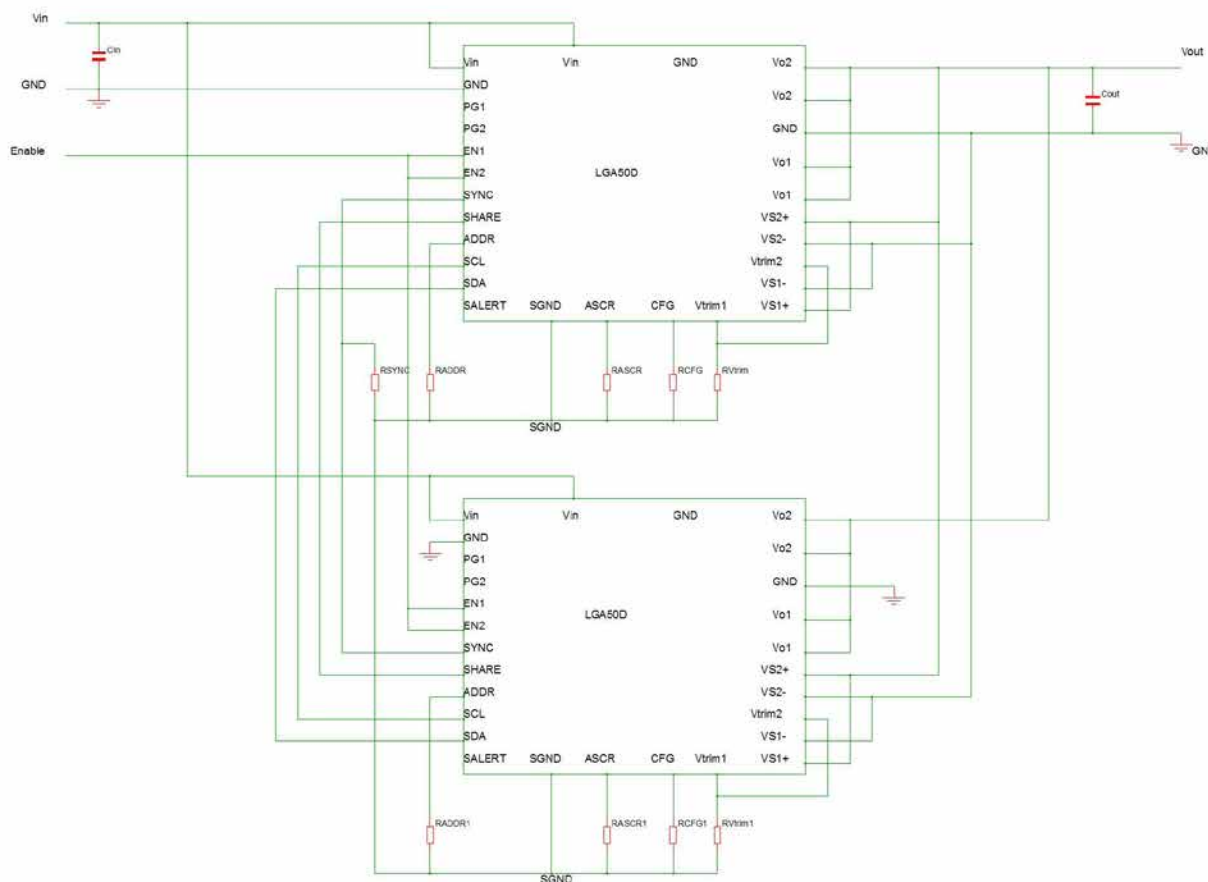 Vin
Cin
GND
Enable
Vin
GND
PG1
PG2
EN1
EN2
SYNC
SHARE
ADDR
SCL
SDA
SALERT
Vin
GND
LGA50D
SGND
ASCR
CFG
Vtrim1
Vo2
Vo2
GND
Vo1
Vo1
VS2+
VS2-
Vtrim2
VS1-
VS1+
Vout
Cout
GN
RSYNC
RADDR
RASCR
RCFG
RVtrim
SGND
Vin
GND
PG1
PG2
EN1
EN2
SYNC
SHARE
ADDR
SCL
SDA
SALERT
Vin
GND
LGA50D
SGND
ASCR
CFG
Vtrim1
Vo2
Vo2
GND
Vo1
Vo1
VS2+
VS2-
Vtrim2
VS1-
VS1+
RADDR1
RASCR1
RCFG1
RVtrim1
SGND